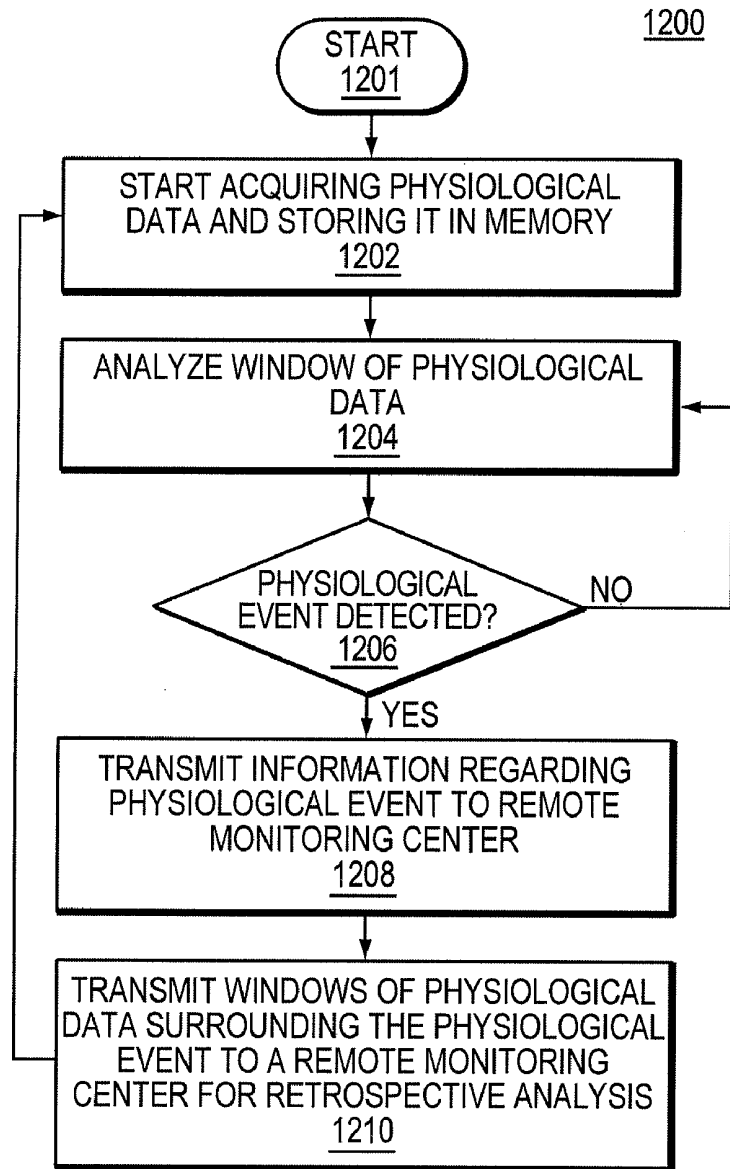 1200
START
1201
START ACQUIRING PHYSIOLOGICAL
DATA AND STORING IT IN MEMORY
1202
ANALYZE WINDOW OF PHYSIOLOGICAL
DATA
1204
PHYSIOLOGICAL
EVENT DETECTED?
1206
NO
YES
TRANSMIT INFORMATION REGARDING
PHYSIOLOGICAL EVENT TO REMOTE
MONITORING CENTER
1208
TRANSMIT WINDOWS OF PHYSIOLOGICAL
DATA SURROUNDING THE PHYSIOLOGICAL
EVENT TO A REMOTE MONITORING
CENTER FOR RETROSPECTIVE ANALYSIS
1210